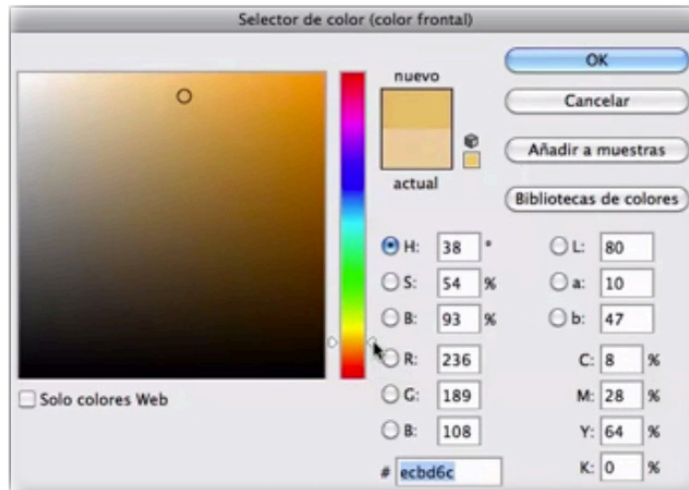 Selector de color (color frontal)
nuevo
actual
OK
Cancelar
Añadir a muestras
Bibliotecas de colores
H: 38 °
L: 80
S: 54 %
a: 10
B: 93 %
b: 47
R: 236
C: 8 %
G: 189
M: 28 %
B: 108
Y: 64 %
# ecbd6c
K: 0 %
Solo colores Web